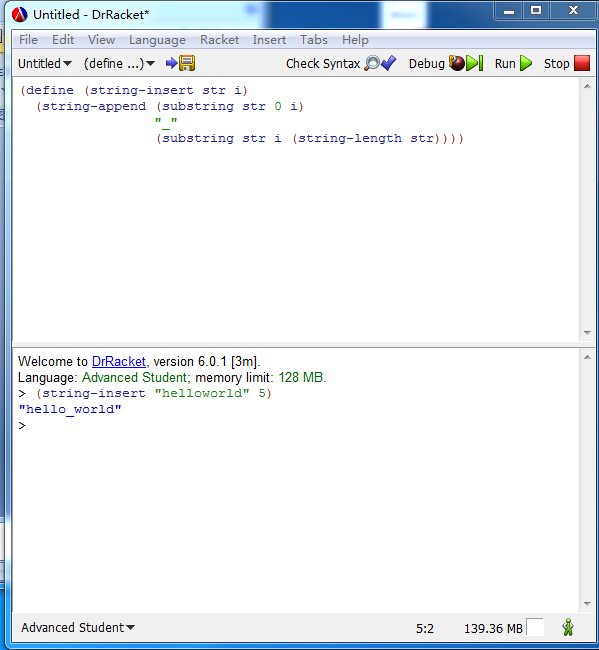 Untitled - DrRacket*
File Edit View Language Racket Insert Tabs Help
Untitled (define ...) Check Syntax Debug Run Stop
(define (string-insert str i)
  (string-append (substring str 0 i)
                 "_"
                 (substring str i (string-length str))))
Welcome to DrRacket, version 6.0.1 [3m].
Language: Advanced Student; memory limit: 128 MB.
> (string-insert "helloworld" 5)
"hello_world"
>
Advanced Student 5:2 139.36 MB